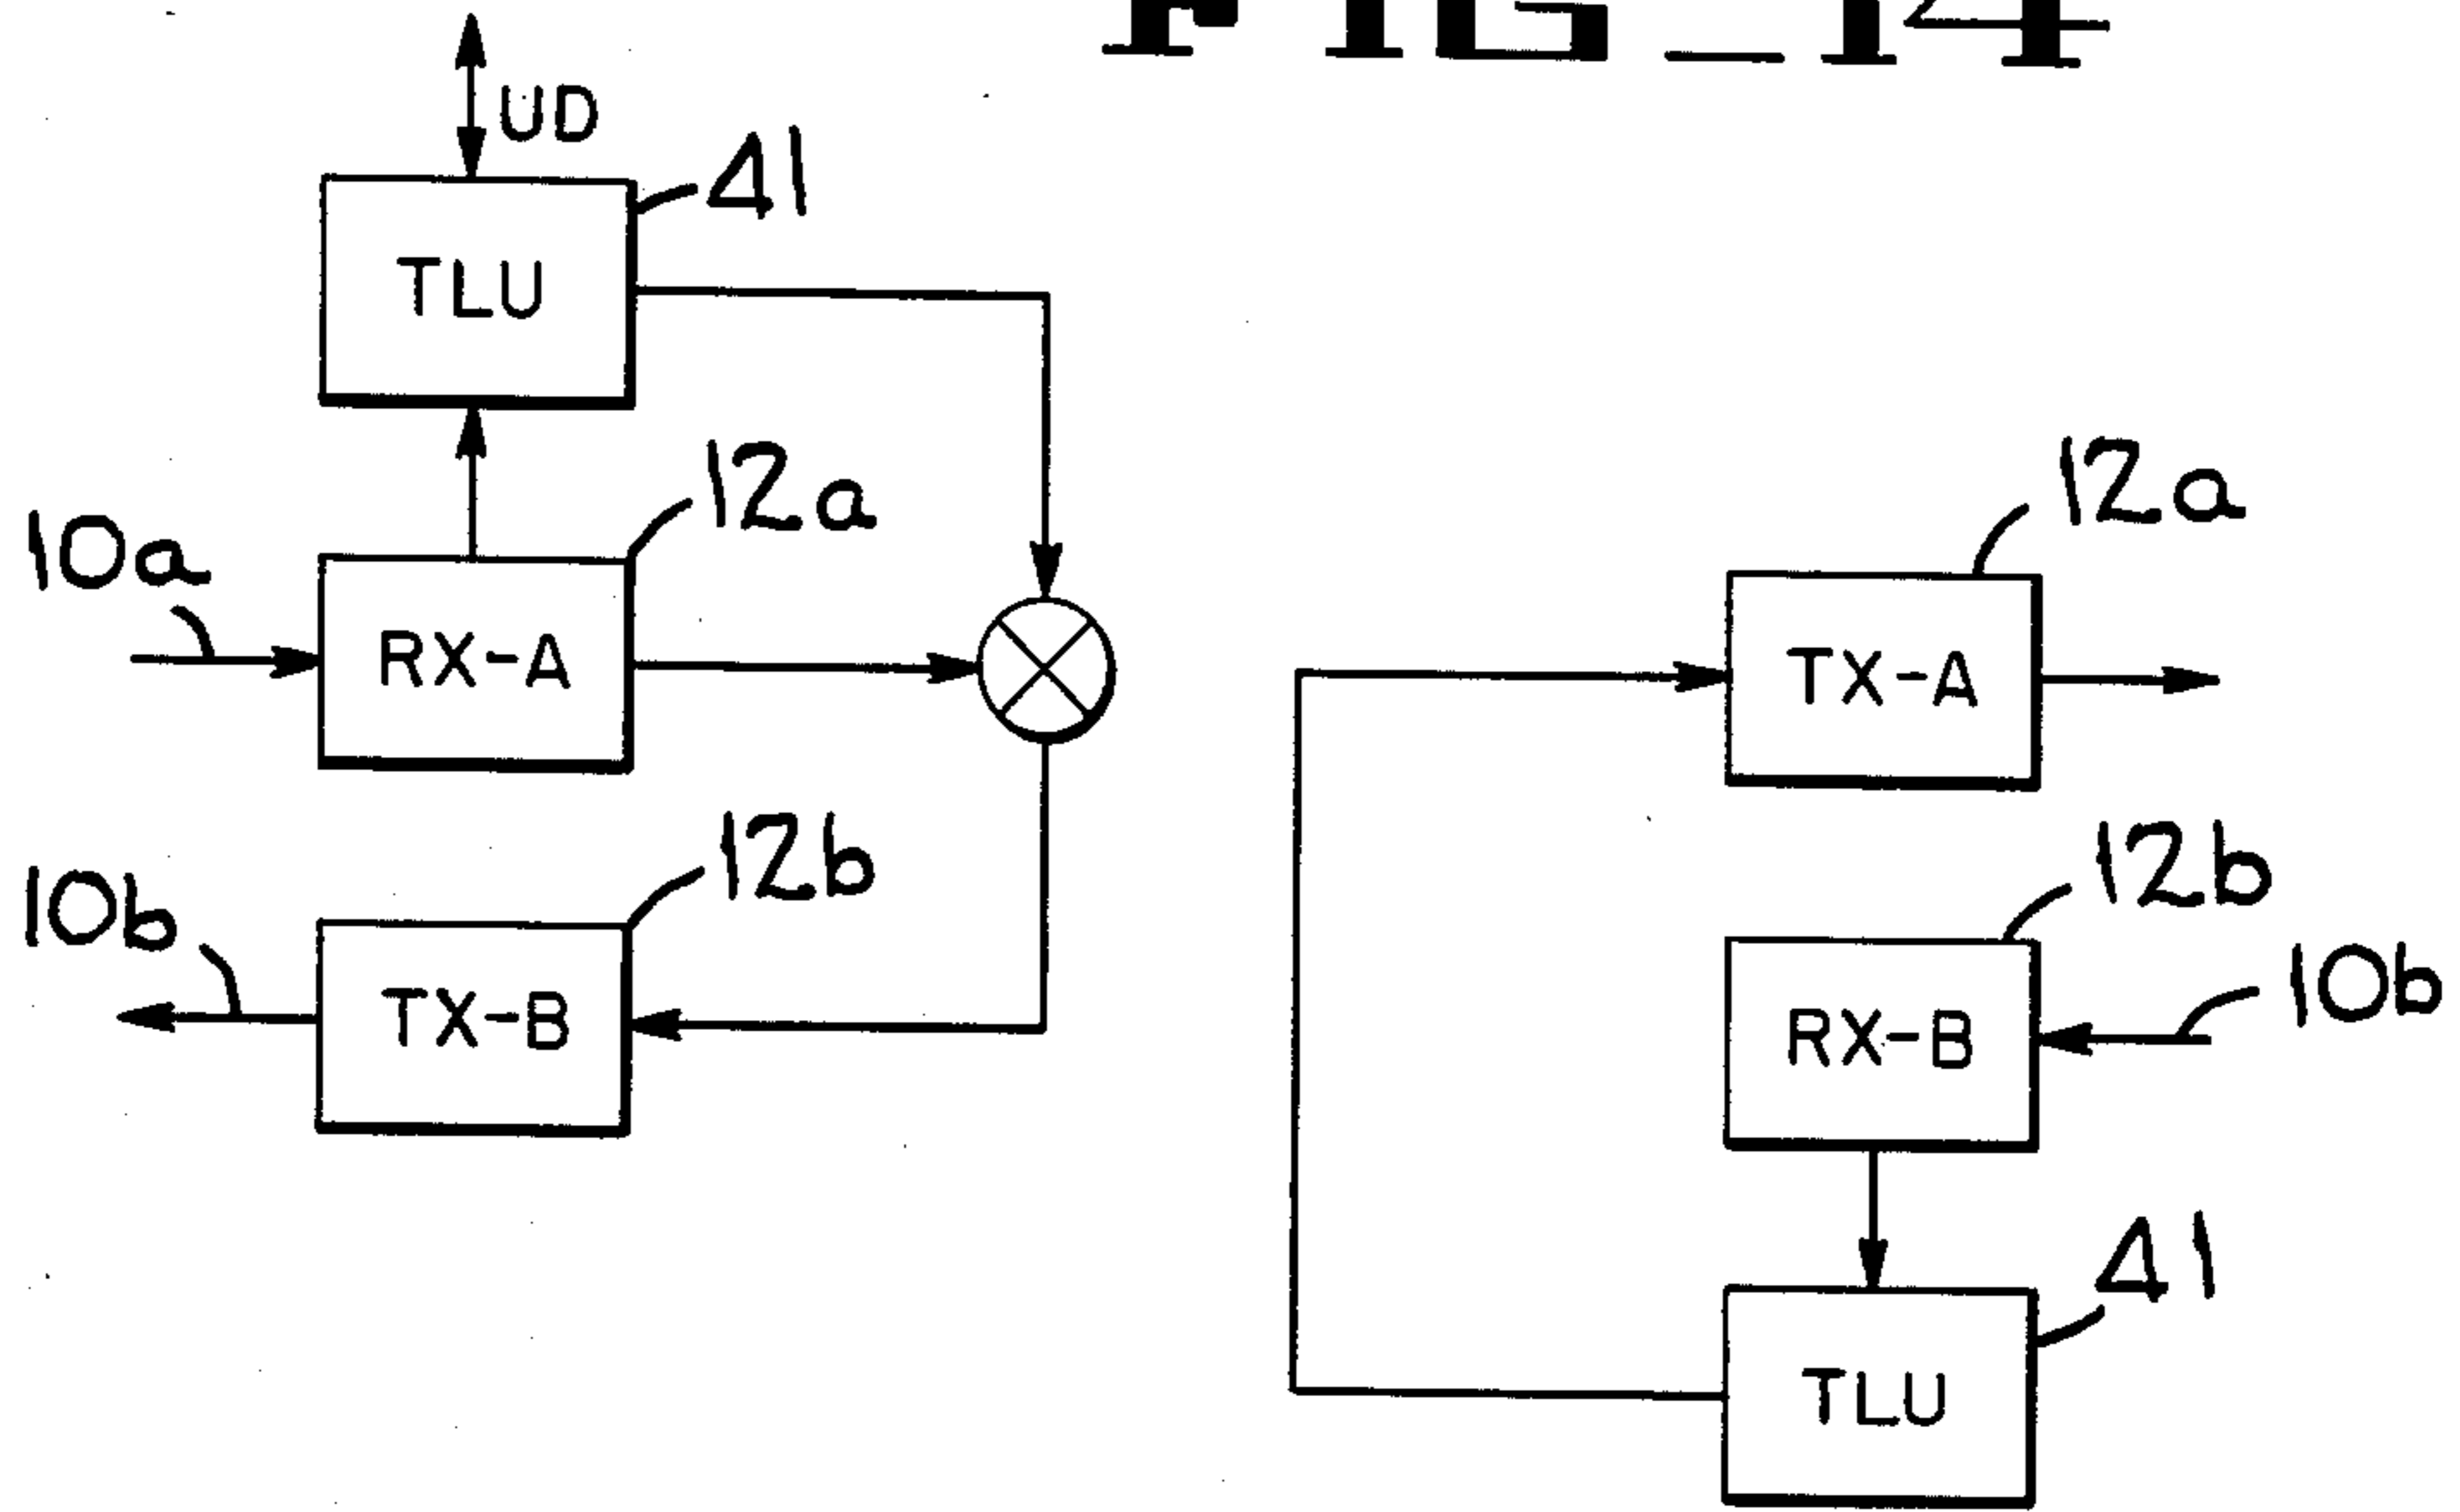 FIG_14
UD
41
TLU
12a
10a
RX-A
12b
10b
TX-B
12a
TX-A
12b
10b
RX-B
41
TLU